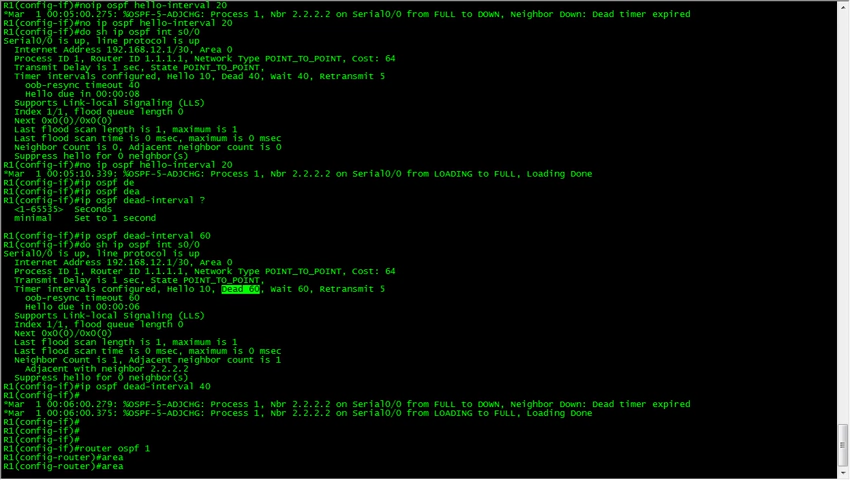 R1(config-if)#noip ospf hello-interval 20
*Mar  1 00:05:00.275: %OSPF-5-ADJCHG: Process 1, Nbr 2.2.2.2 on Serial0/0 from FULL to DOWN, Neighbor Down: Dead timer expired
R1(config-if)#no ip ospf hello-interval 20
R1(config-if)#do sh ip ospf int s0/0
Serial0/0 is up, line protocol is up
Internet Address 192.168.12.1/30, Area 0
Process ID 1, Router ID 1.1.1.1, Network Type POINT_TO_POINT, Cost: 64
Transmit Delay is 1 sec, State POINT_TO_POINT,
Timer intervals configured, Hello 10, Dead 40, Wait 40, Retransmit 5
oob-resync timeout 40
Hello due in 00:00:08
Supports Link-local Signaling (LLS)
Index 1/1, flood queue length 0
Next 0x0(0)/0x0(0)
Last flood scan length is 1, maximum is 1
Last flood scan time is 0 msec, maximum is 0 msec
Neighbor Count is 0, Adjacent neighbor count is 0
Suppress hello for 0 neighbor(s)
R1(config-if)#no ip ospf hello-interval 20
*Mar  1 00:05:10.339: %OSPF-5-ADJCHG: Process 1, Nbr 2.2.2.2 on Serial0/0 from LOADING to FULL, Loading Done
R1(config-if)#ip ospf de
R1(config-if)#ip ospf dea
R1(config-if)#ip ospf dead-interval ?
<1-65535>  Seconds
minimal    Set to 1 second
R1(config-if)#ip ospf dead-interval 60
R1(config-if)#do sh ip ospf int s0/0
Serial0/0 is up, line protocol is up
Internet Address 192.168.12.1/30, Area 0
Process ID 1, Router ID 1.1.1.1, Network Type POINT_TO_POINT, Cost: 64
Transmit Delay is 1 sec, State POINT_TO_POINT,
Timer intervals configured, Hello 10, Dead 60, Wait 60, Retransmit 5
oob-resync timeout 60
Hello due in 00:00:06
Supports Link-local Signaling (LLS)
Index 1/1, flood queue length 0
Next 0x0(0)/0x0(0)
Last flood scan length is 1, maximum is 1
Last flood scan time is 0 msec, maximum is 0 msec
Neighbor Count is 1, Adjacent neighbor count is 1
Adjacent with neighbor 2.2.2.2
Suppress hello for 0 neighbor(s)
R1(config-if)#ip ospf dead-interval 40
R1(config-if)#
*Mar  1 00:06:00.279: %OSPF-5-ADJCHG: Process 1, Nbr 2.2.2.2 on Serial0/0 from FULL to DOWN, Neighbor Down: Dead timer expired
*Mar  1 00:06:00.375: %OSPF-5-ADJCHG: Process 1, Nbr 2.2.2.2 on Serial0/0 from LOADING to FULL, Loading Done
R1(config-if)#
R1(config-if)#
R1(config-if)#
R1(config-if)#router ospf 1
R1(config-router)#area
R1(config-router)#area